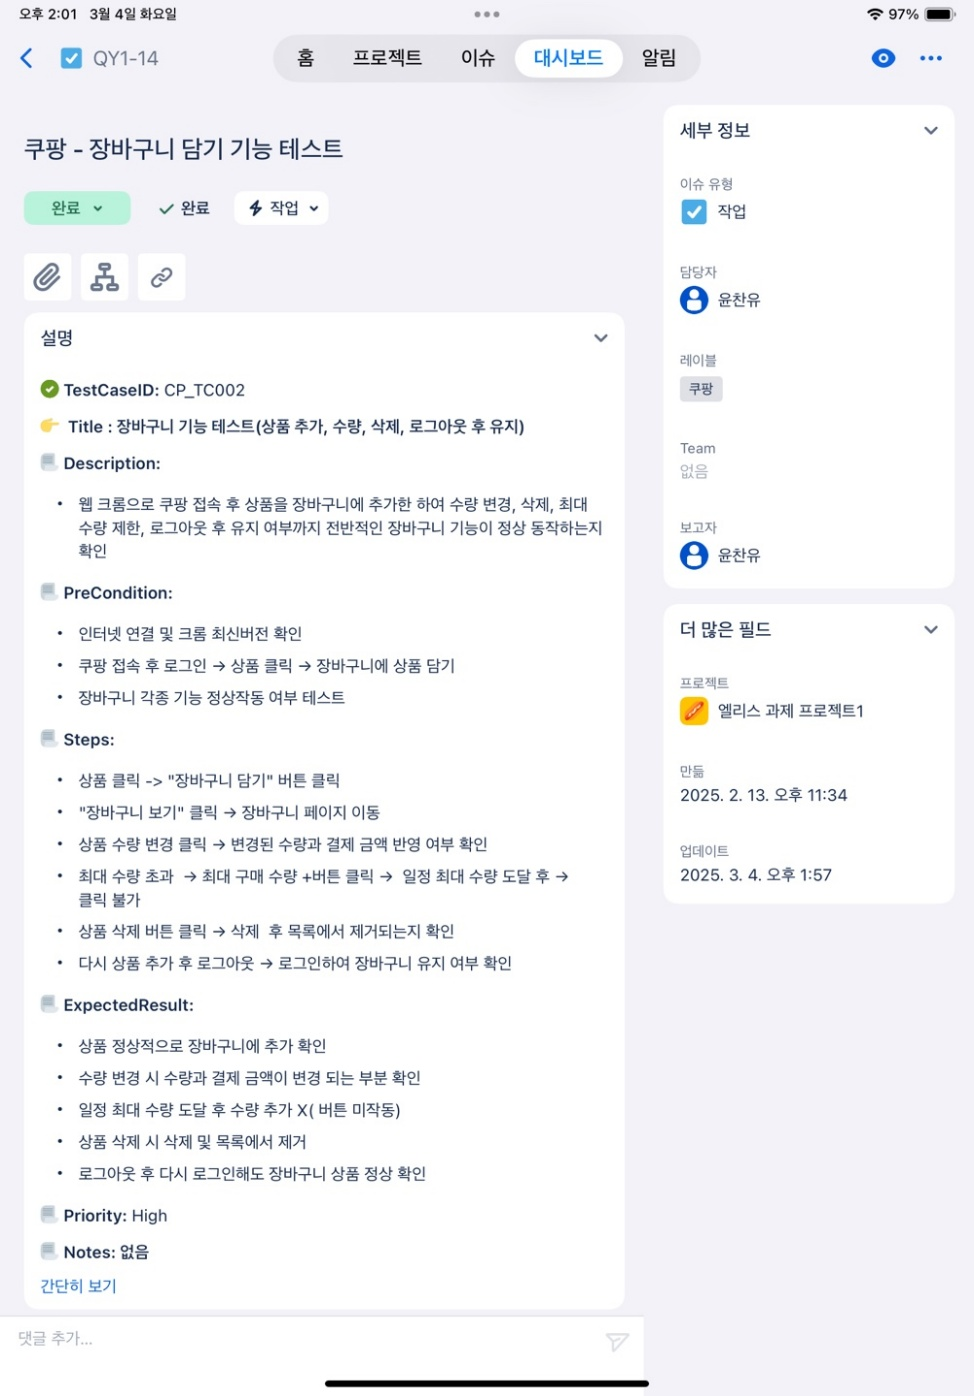 오후 2:01 3월 4일 화요일
97%
QY1-14
홈 프로젝트 이슈 대시보드 알림
쿠팡 - 장바구니 담기 기능 테스트
완료 완료 작업
설명
TestCaseID: CP_TC002
Title : 장바구니 기능 테스트(상품 추가, 수량, 삭제, 로그아웃 후 유지)
Description:
• 웹 크롬으로 쿠팡 접속 후 상품을 장바구니에 추가한 하여 수량 변경, 삭제, 최대
수량 제한, 로그아웃 후 유지 여부까지 전반적인 장바구니 기능이 정상 동작하는지
확인
PreCondition:
• 인터넷 연결 및 크롬 최신버전 확인
• 쿠팡 접속 후 로그인 → 상품 클릭 → 장바구니에 상품 담기
• 장바구니 각종 기능 정상작동 여부 테스트
Steps:
• 상품 클릭 -> "장바구니 담기" 버튼 클릭
• "장바구니 보기" 클릭 → 장바구니 페이지 이동
• 상품 수량 변경 클릭 → 변경된 수량과 결제 금액 반영 여부 확인
• 최대 수량 초과 → 최대 구매 수량 +버튼 클릭 → 일정 최대 수량 도달 후 →
클릭 불가
• 상품 삭제 버튼 클릭 → 삭제 후 목록에서 제거되는지 확인
• 다시 상품 추가 후 로그아웃 → 로그인하여 장바구니 유지 여부 확인
ExpectedResult:
• 상품 정상적으로 장바구니에 추가 확인
• 수량 변경 시 수량과 결제 금액이 변경 되는 부분 확인
• 일정 최대 수량 도달 후 수량 추가 X( 버튼 미작동)
• 상품 삭제 시 삭제 및 목록에서 제거
• 로그아웃 후 다시 로그인해도 장바구니 상품 정상 확인
Priority: High
Notes: 없음
간단히 보기
댓글 추가...
세부 정보
이슈 유형
작업
담당자
윤찬유
레이블
쿠팡
Team
없음
보고자
윤찬유
더 많은 필드
프로젝트
엘리스 과제 프로젝트1
만듦
2025. 2. 13. 오후 11:34
업데이트
2025. 3. 4. 오후 1:57